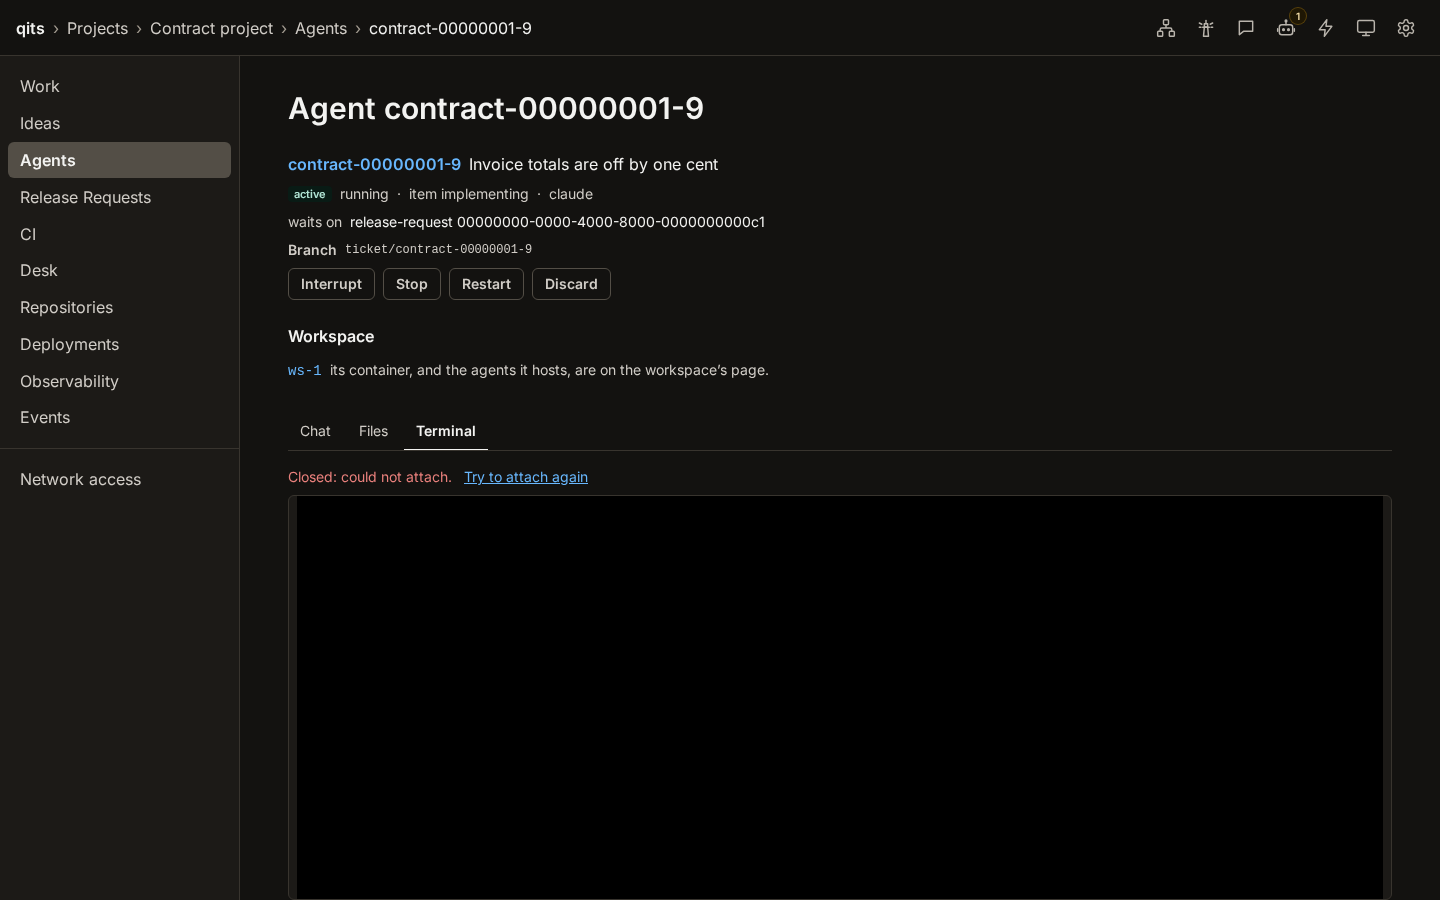 qits › Projects › Contract project › Agents › contract-00000001-9
1
Work
Ideas
Agents
Release Requests
CI
Desk
Repositories
Deployments
Observability
Events
Network access
Agent contract-00000001-9
contract-00000001-9 Invoice totals are off by one cent
active running · item implementing · claude
waits on release-request 00000000-0000-4000-8000-0000000000c1
Branch ticket/contract-00000001-9
Interrupt Stop Restart Discard
Workspace
ws-1 its container, and the agents it hosts, are on the workspace’s page.
Chat Files Terminal
Closed: could not attach. Try to attach again